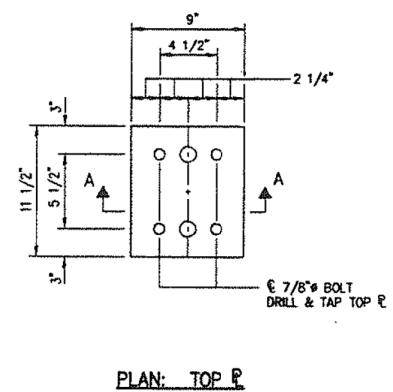 9"
4 1/2"
2 1/4"
3"
11 1/2"
5 1/2"
3"
A
A
℄ 7/8"ø BOLT
DRILL & TAP TOP ⅊
PLAN: TOP ⅊